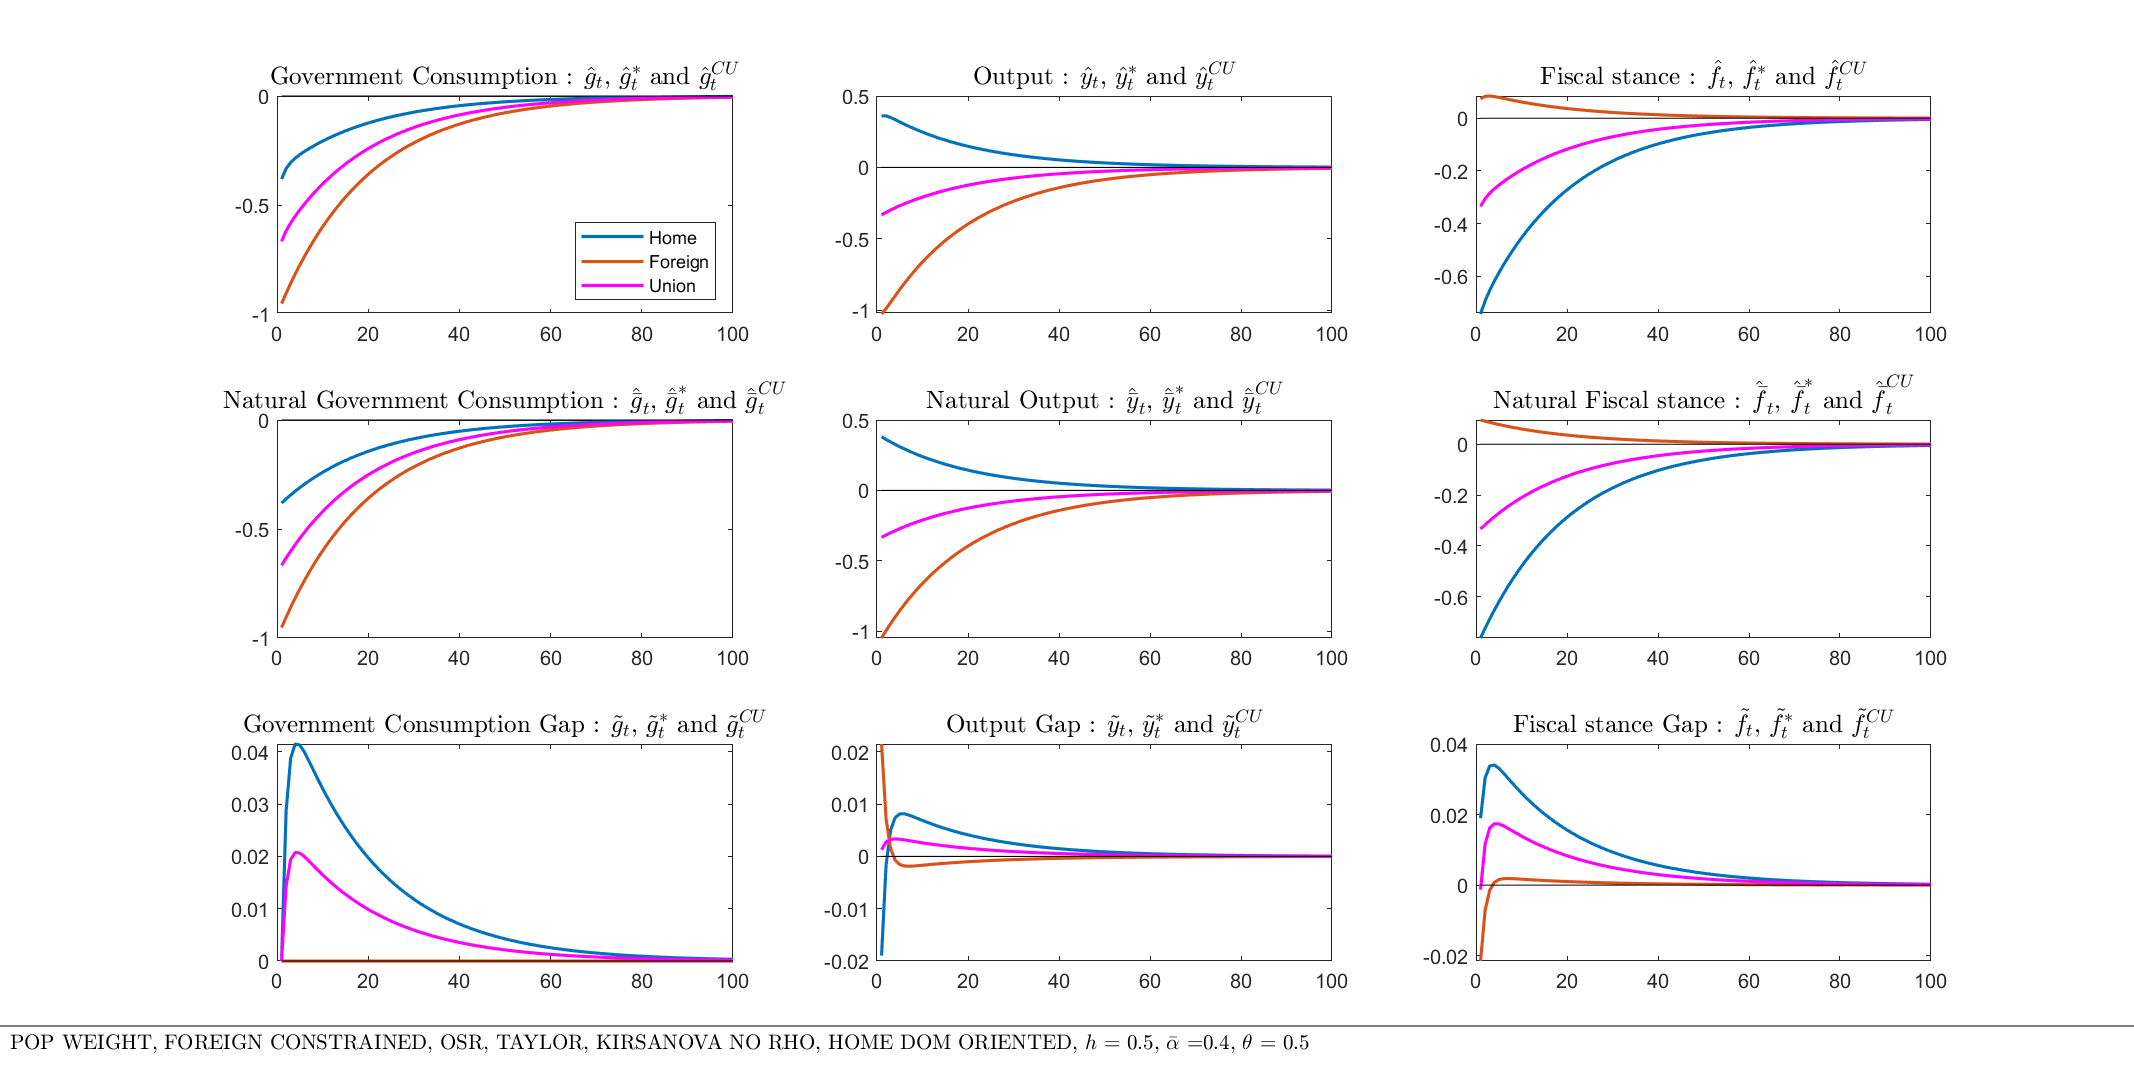 Government Consumption : ĝₜ, ĝₜ* and ĝₜᶜᵁ
Output : ŷₜ, ŷₜ* and ŷₜᶜᵁ
Fiscal stance : f̂ₜ, f̂ₜ* and f̂ₜᶜᵁ
0
-0.5
-1
0 20 40 60 80 100
Home
Foreign
Union
0.5
0
-0.5
-1
0 20 40 60 80 100
0
-0.2
-0.4
-0.6
0 20 40 60 80 100
Natural Government Consumption : ḡ̂ₜ, ḡ̂ₜ* and ḡ̂ₜᶜᵁ
Natural Output : ȳ̂ₜ, ȳ̂ₜ* and ȳ̂ₜᶜᵁ
Natural Fiscal stance : f̄̂ₜ, f̄̂ₜ* and f̄̂ₜᶜᵁ
0
-0.5
-1
0 20 40 60 80 100
0.5
0
-0.5
-1
0 20 40 60 80 100
0
-0.2
-0.4
-0.6
0 20 40 60 80 100
Government Consumption Gap : g̃ₜ, g̃ₜ* and g̃ₜᶜᵁ
Output Gap : ỹₜ, ỹₜ* and ỹₜᶜᵁ
Fiscal stance Gap : f̃ₜ, f̃ₜ* and f̃ₜᶜᵁ
0.04
0.03
0.02
0.01
0
0 20 40 60 80 100
0.02
0.01
0
-0.01
-0.02
0 20 40 60 80 100
0.04
0.02
0
-0.02
0 20 40 60 80 100
POP WEIGHT, FOREIGN CONSTRAINED, OSR, TAYLOR, KIRSANOVA NO RHO, HOME DOM ORIENTED, h = 0.5, ᾱ =0.4, θ = 0.5